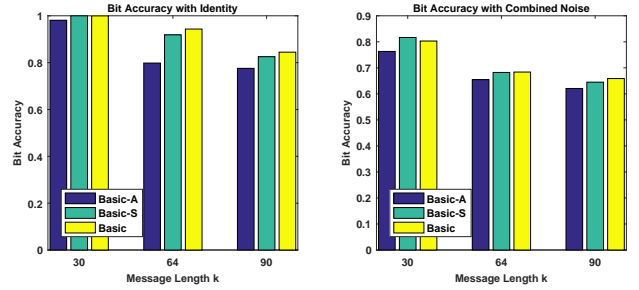 Bit Accuracy with Identity
Bit Accuracy
1
0.8
0.6
0.4
0.2
0
Basic-A
Basic-S
Basic
30
64
90
Message Length k
Bit Accuracy with Combined Noise
Bit Accuracy
0.9
0.8
0.7
0.6
0.5
0.4
0.3
0.2
0.1
0
Basic-A
Basic-S
Basic
30
64
90
Message Length k